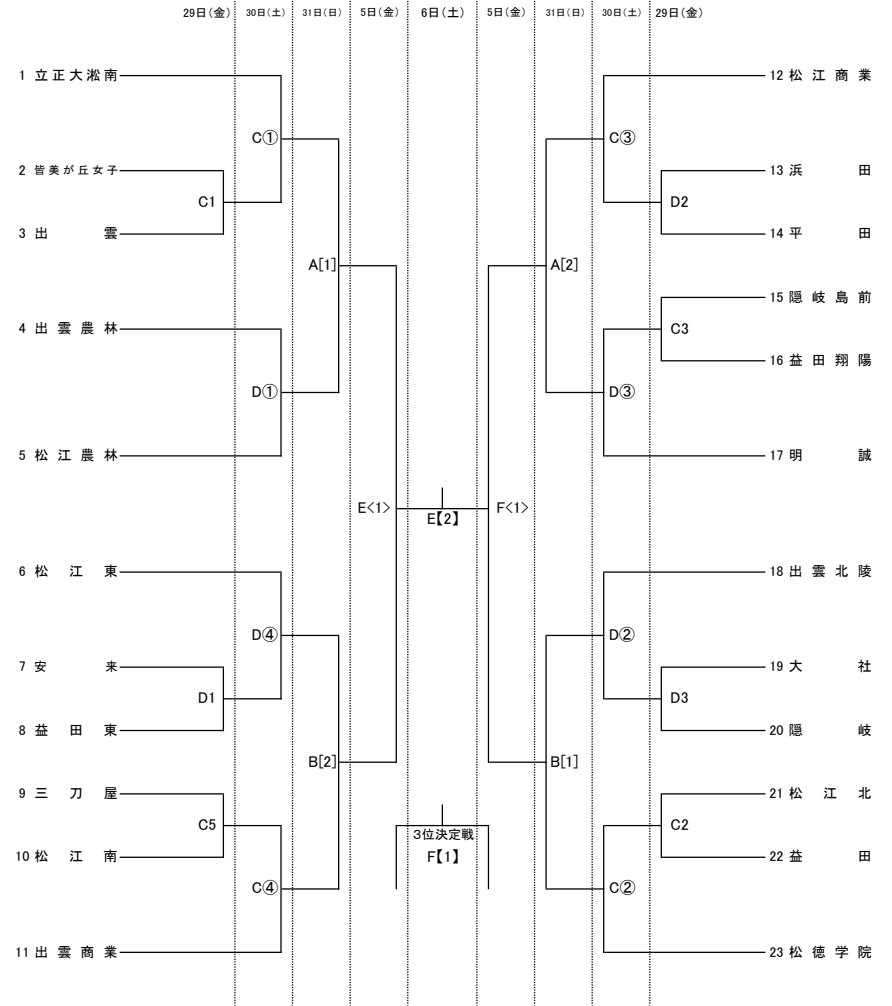 29日(金) 30日(土) 31日(日) 5日(金) 6日(土) 5日(金) 31日(日) 30日(土) 29日(金)
1 立正大淞南 12 松江商業
C① C③
2 皆美が丘女子 13 浜田
C1 D2
3 出雲 14 平田
A[1] A[2]
15 隠岐島前
4 出雲農林 C3
16 益田翔陽
D① D③
5 松江農林 17 明誠
E<1> F<1>
E【2】
6 松江東 18 出雲北陵
D④ D②
7 安来 19 大社
D1 D3
8 益田東 20 隠岐
B[2] B[1]
9 三刀屋 21 松江北
C5 C2
3位決定戦
10 松江南 F【1】 22 益田
C④ C②
11 出雲商業 23 松徳学院